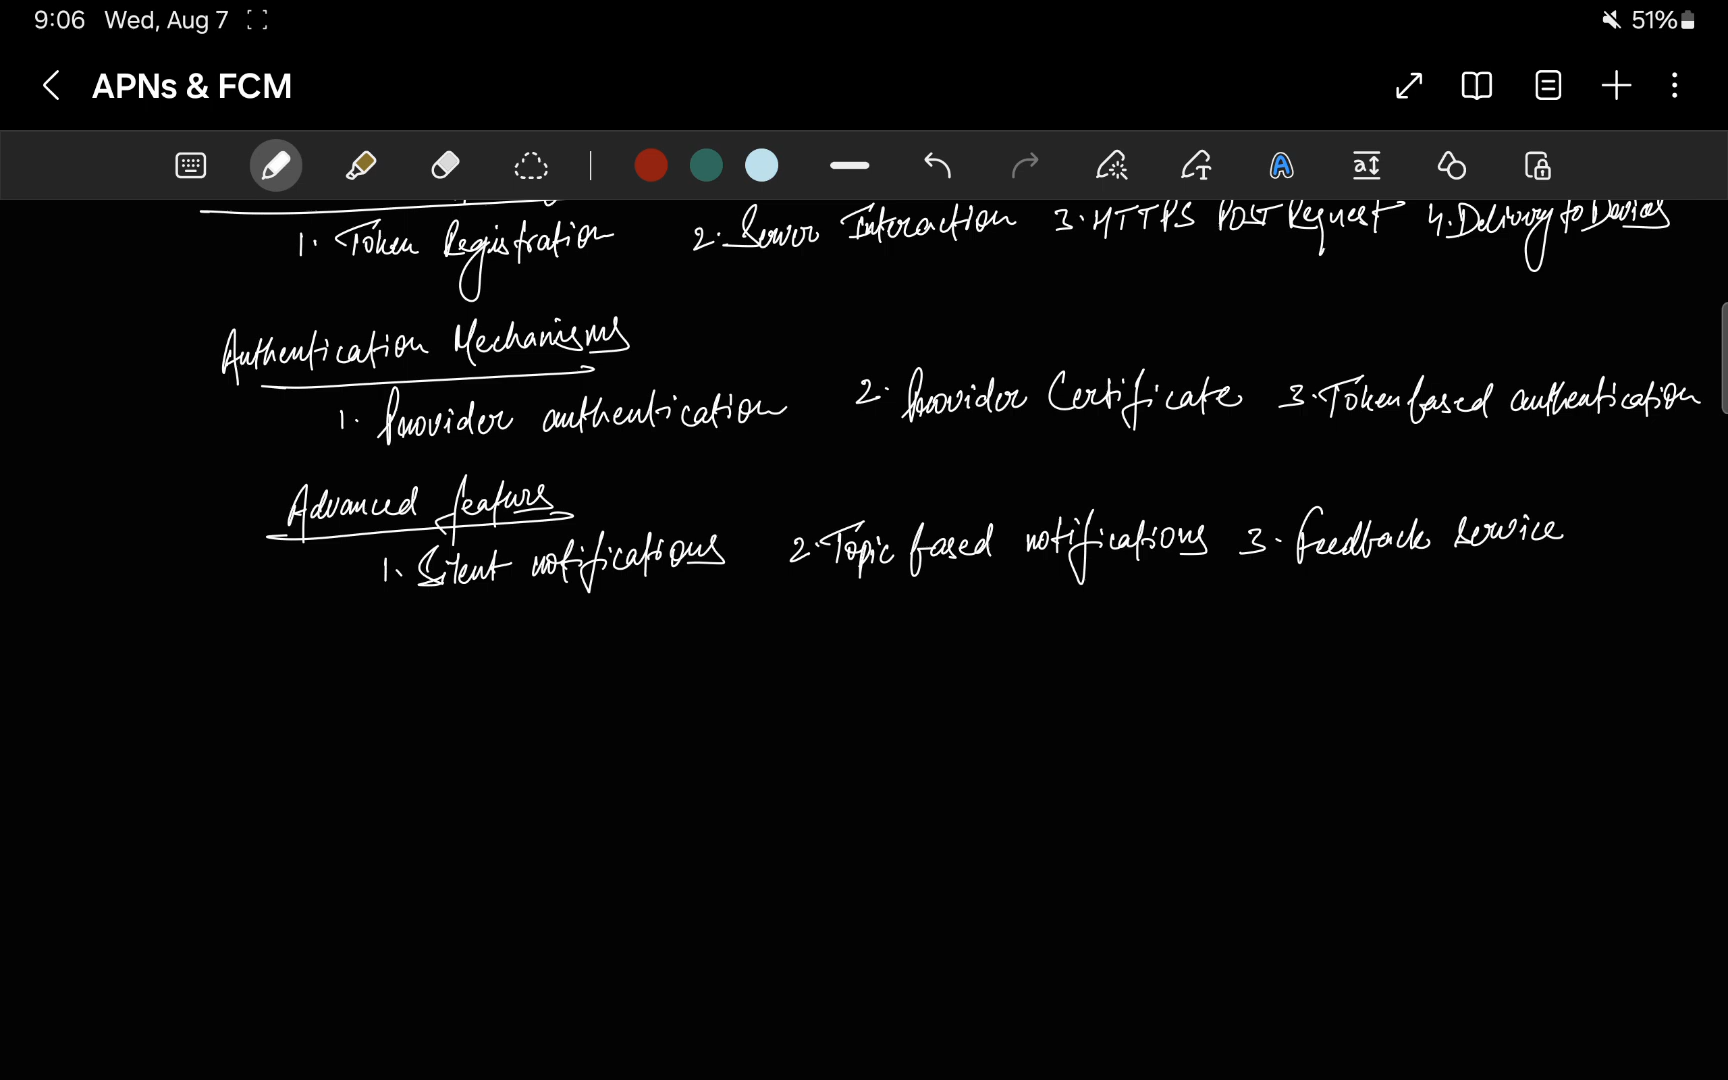 9:06 Wed, Aug 7 51%
APNs & FCM
1. Token Registration 2. Server Interaction 3. HTTPS POST Request 4. Delivery to Devices
Authentication Mechanisms
1. Provider authentication 2. Provider Certificate 3. Token based authentication
Advanced features
1. Silent notifications 2. Topic based notifications 3. Feedback service